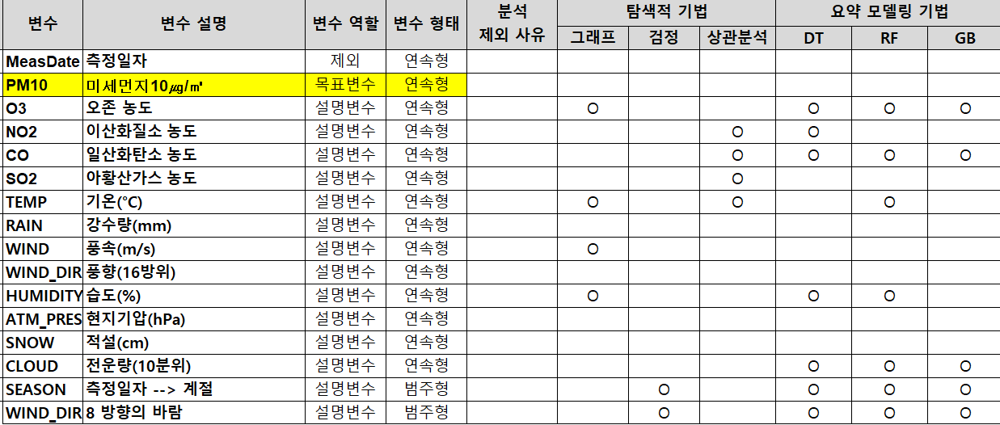 변수 변수 설명 변수 역할 변수 형태 분석 제외 사유 탐색적 기법 요약 모델링 기법
그래프 검정 상관분석 DT RF GB
MeasDate 측정일자 제외 연속형
PM10 미세먼지10㎍/㎥ 목표변수 연속형
O3 오존 농도 설명변수 연속형 O O O O
NO2 이산화질소 농도 설명변수 연속형 O O
CO 일산화탄소 농도 설명변수 연속형 O O O O
SO2 아황산가스 농도 설명변수 연속형 O
TEMP 기온(℃) 설명변수 연속형 O O O
RAIN 강수량(mm) 설명변수 연속형
WIND 풍속(m/s) 설명변수 연속형 O
WIND_DIR 풍향(16방위) 설명변수 연속형
HUMIDITY 습도(%) 설명변수 연속형 O O O
ATM_PRES 현지기압(hPa) 설명변수 연속형
SNOW 적설(cm) 설명변수 연속형
CLOUD 전운량(10분위) 설명변수 연속형 O O O
SEASON 측정일자 --> 계절 설명변수 범주형 O O O O
WIND_DIR 8 방향의 바람 설명변수 범주형 O O O O